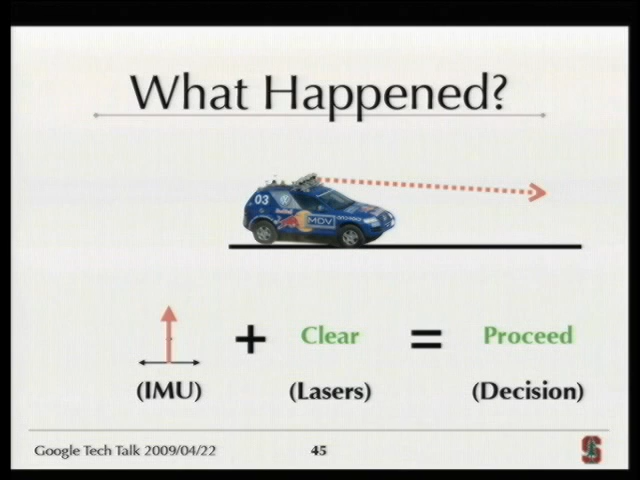 What Happened?
03
MDV
+ Clear = Proceed
(IMU) (Lasers) (Decision)
Google Tech Talk 2009/04/22 45